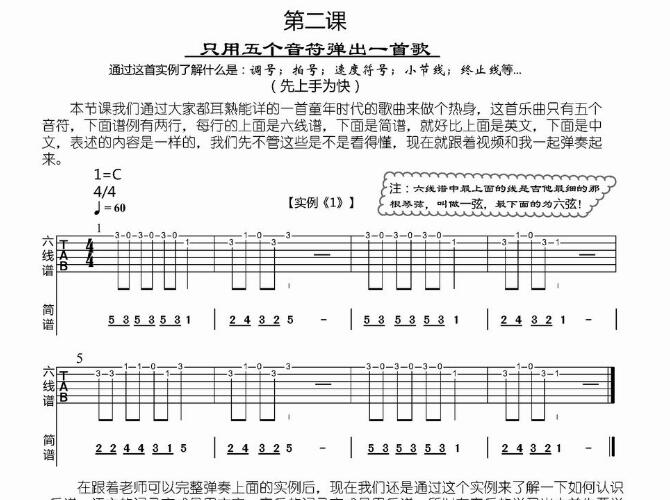 第二课
只用五个音符弹出一首歌
通过这首实例了解什么是：调号；拍号；速度符号；小节线；终止线等...
（先上手为快）
本节课我们通过大家都耳熟能详的一首童年时代的歌曲来做个热身，这首乐曲只有五个
音符，下面谱例有两行，每行的上面是六线谱，下面是简谱，就好比上面是英文，下面是中
文，表述的内容是一样的，我们先不管这些是不是看得懂，现在就跟着视频和我一起弹奏起
来。
1=C
4/4
♩= 60
【实例《1》】
注：六线谱中最上面的线是吉他最细的那
根琴弦，叫做一弦，最下面的为六弦！
1
六线谱 TAB 4/4 3 0 3 0 3 0 1 3 1 0 3 3 — 3 0 3 0 3 0 1 3 1 0 3 1 —
简谱 5 3 5 3 5 3 1 2 4 3 2 5 - 5 3 5 3 5 3 1 2 4 3 2 1 -
5
六线谱 TAB 3 3 1 1 0 1 3 3 1 0 3 3 — 3 0 3 0 3 0 1 3 1 0 3 1 —
简谱 2 2 4 4 3 1 5 2 4 3 2 5 - 5 3 5 3 5 3 1 2 4 3 2 1 -
在跟着老师可以完整弹奏上面的实例后，现在我们还是通过这个实例来了解一下如何认识